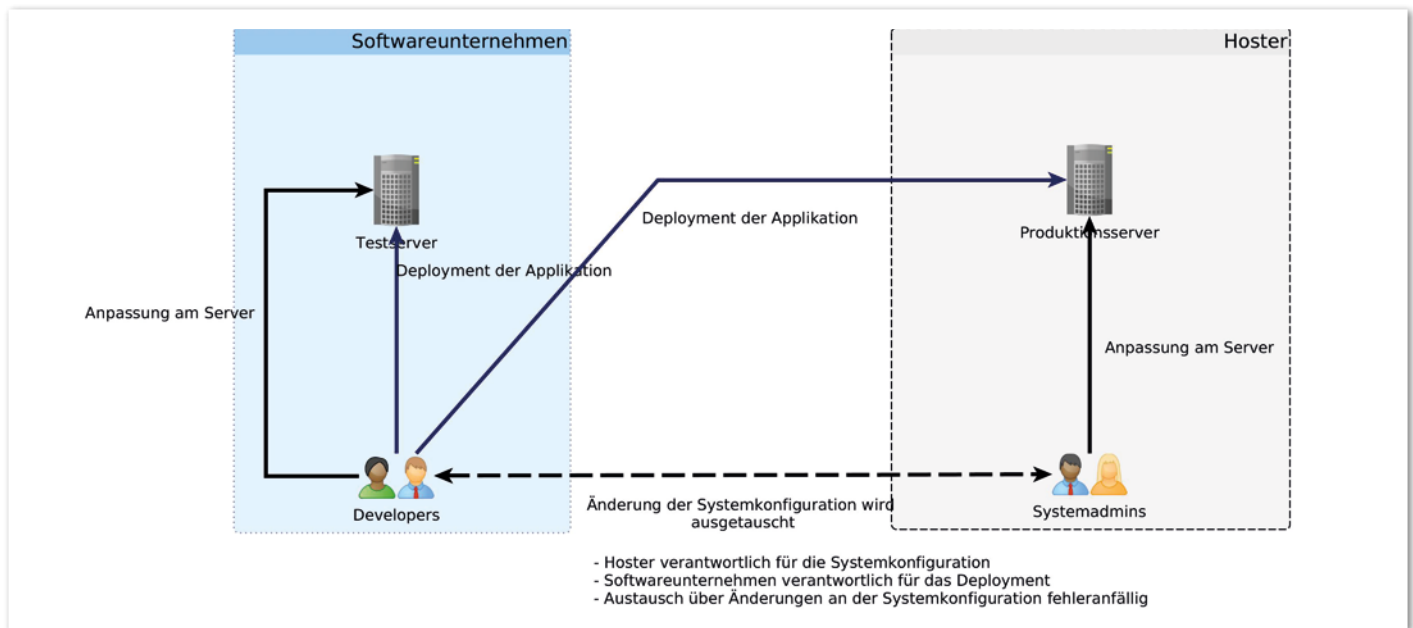 Softwareunternehmen
Hoster
Testserver
Deployment der Applikation
Deployment der Applikation
Produktionsserver
Anpassung am Server
Anpassung am Server
Developers
Änderung der Systemkonfiguration wird
ausgetauscht
Systemadmins
- Hoster verantwortlich für die Systemkonfiguration
- Softwareunternehmen verantwortlich für das Deployment
- Austausch über Änderungen an der Systemkonfiguration fehleranfällig